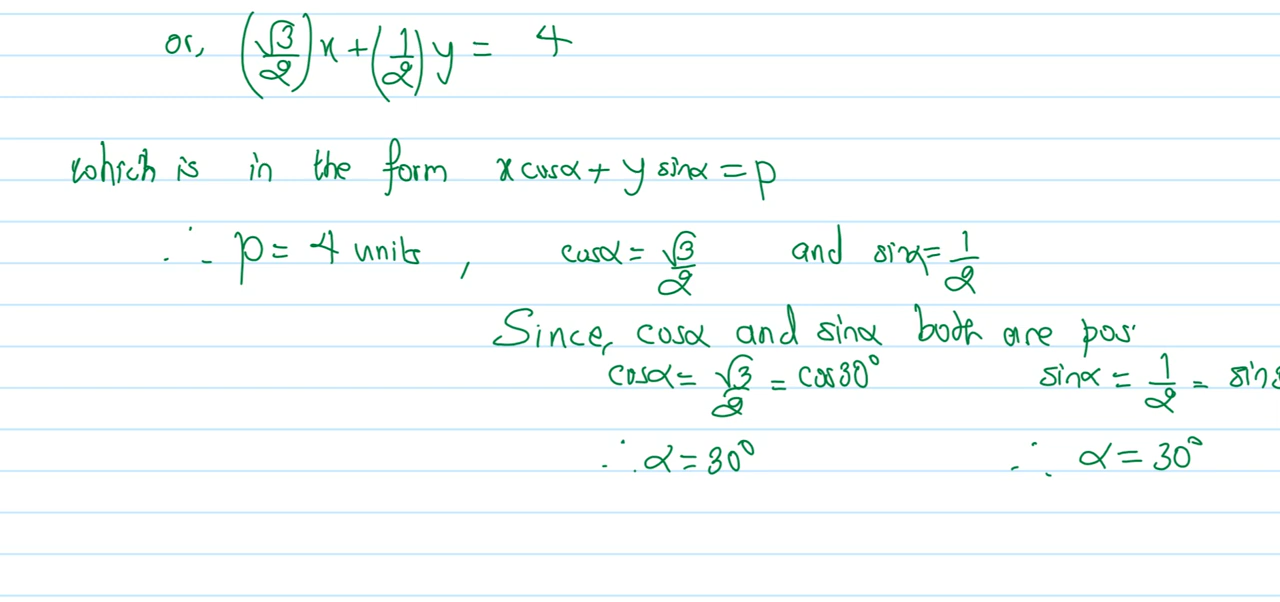 or, (√3/2)x + (1/2)y = 4
which is in the form x cosα + y sinα = p
∴ p = 4 units, cosα = √3/2 and sinα = 1/2
Since, cosα and sinα both are pos
cosα = √3/2 = cos30° sinα = 1/2 = sin
∴ α = 30° ∴ α = 30°